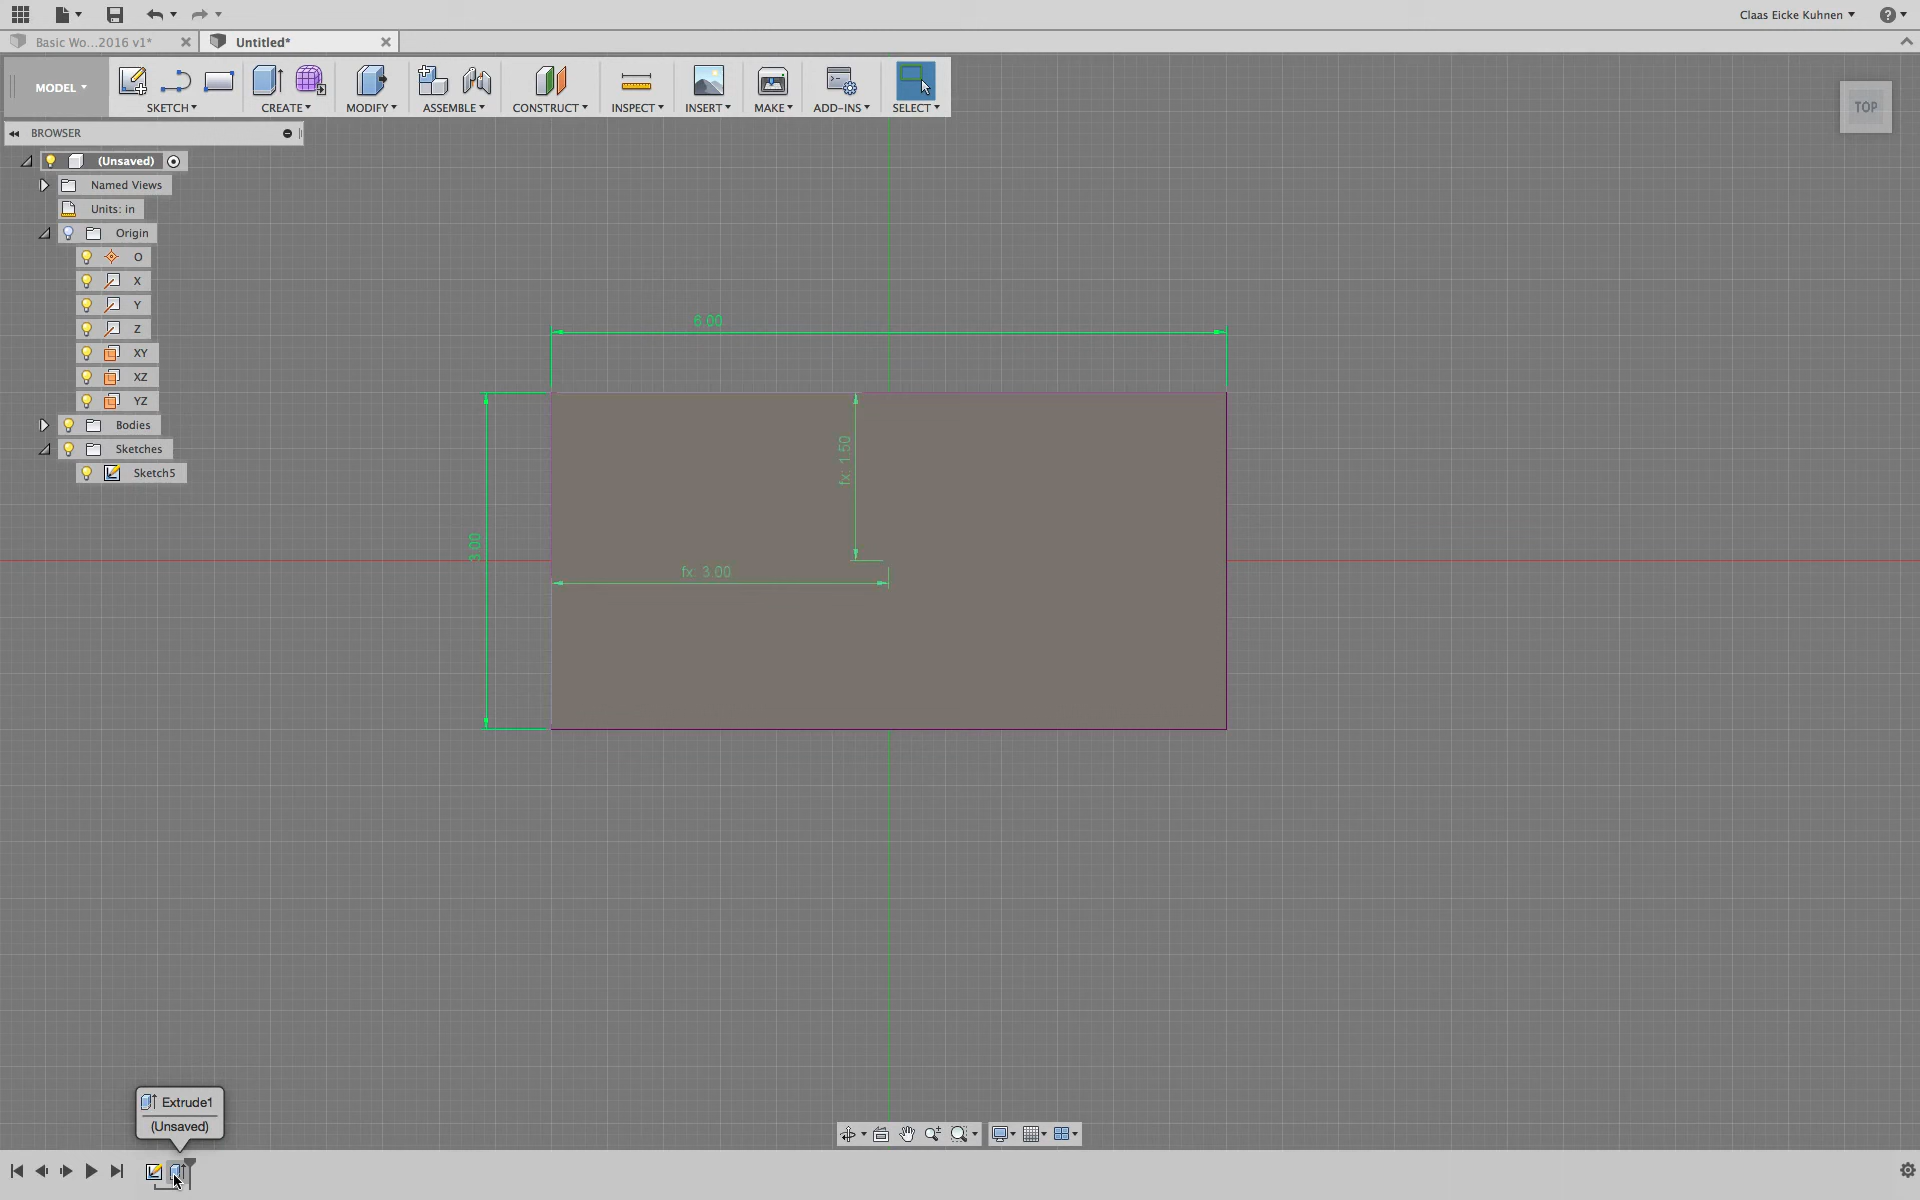 Claas Eicke Kuhnen
Basic Wo...2016 v1*
Untitled*
MODEL
SKETCH
CREATE
MODIFY
ASSEMBLE
CONSTRUCT
INSPECT
INSERT
MAKE
ADD-INS
SELECT
TOP
BROWSER
(Unsaved)
Named Views
Units: in
Origin
O
X
Y
Z
XY
XZ
YZ
Bodies
Sketches
Sketch5
6.00
fx: 1.50
3.00
fx: 3.00
Extrude1
(Unsaved)